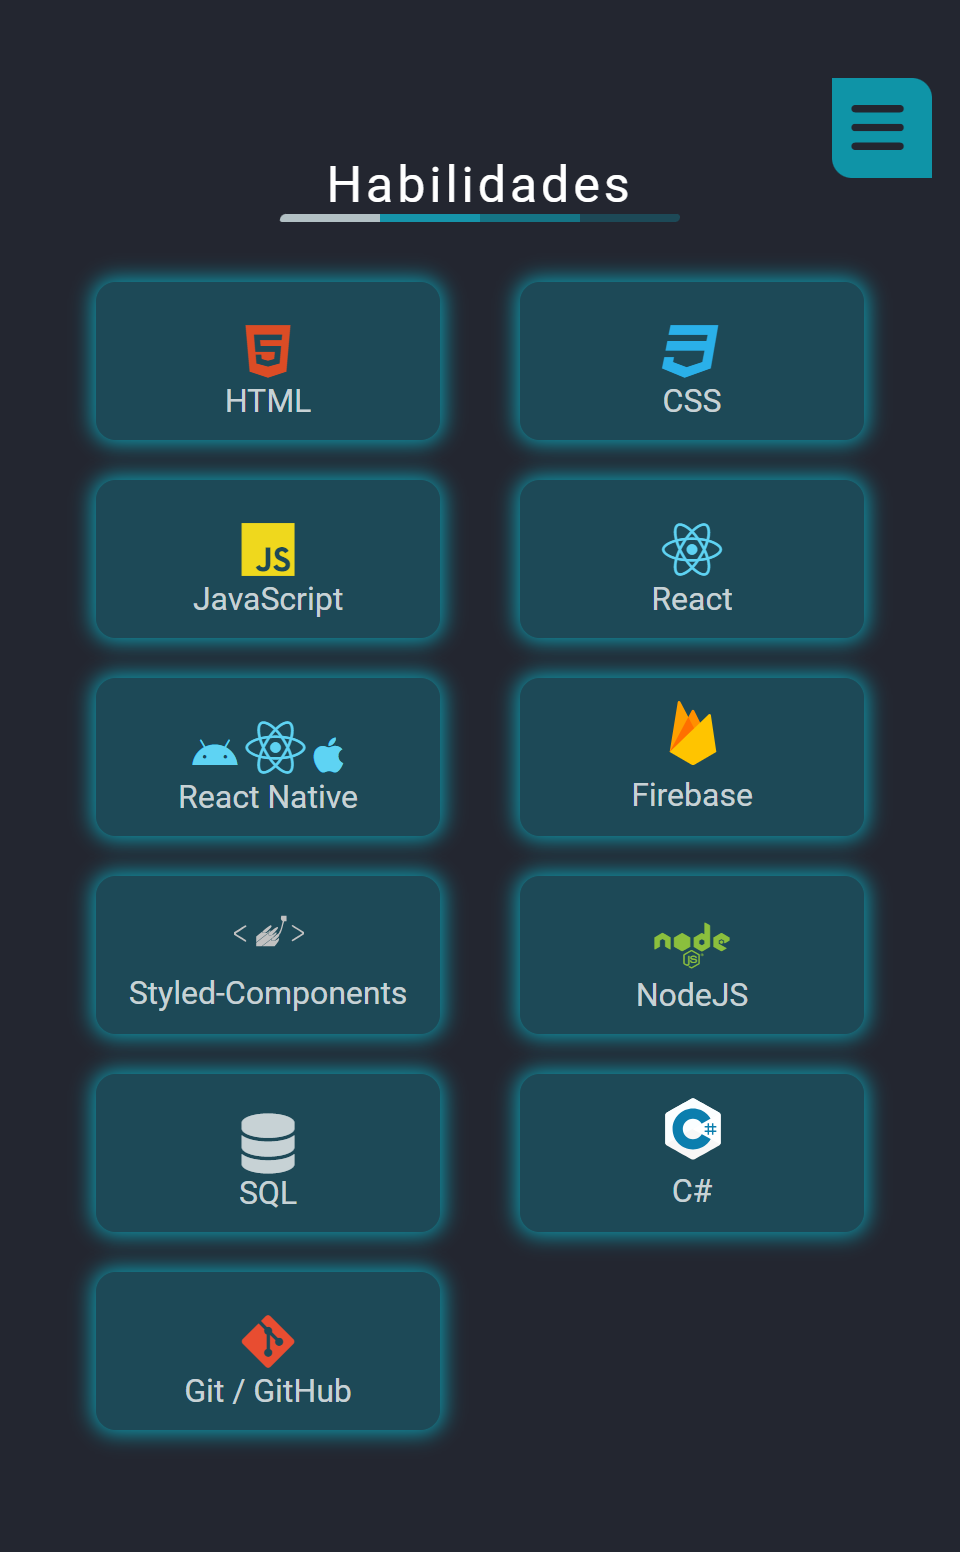 Habilidades
HTML
CSS
JS
JavaScript
React
React Native
Firebase
< >
Styled-Components
node
JS
NodeJS
SQL
C#
C#
Git / GitHub